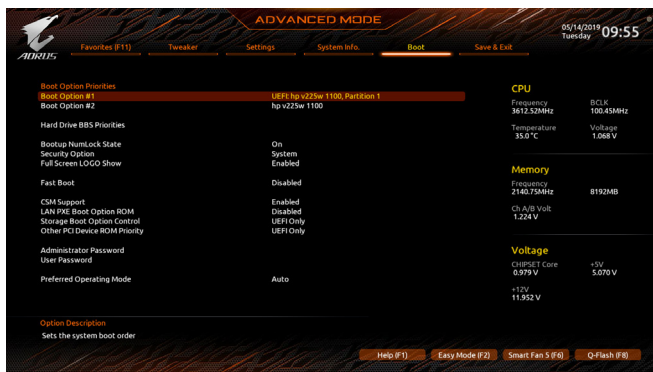 ADVANCED MODE
05/14/2019 Tuesday 09:55
AORUS
Favorites (F11) Tweaker Settings System Info. Boot Save & Exit
Boot Option Priorities
Boot Option #1 UEFI: hp v225w 1100, Partition 1
Boot Option #2 hp v225w 1100
Hard Drive BBS Priorities
Bootup NumLock State On
Security Option System
Full Screen LOGO Show Enabled
Fast Boot Disabled
CSM Support Enabled
LAN PXE Boot Option ROM Disabled
Storage Boot Option Control UEFI Only
Other PCI Device ROM Priority UEFI Only
Administrator Password
User Password
Preferred Operating Mode Auto
CPU
Frequency BCLK
3612.52MHz 100.45MHz
Temperature Voltage
35.0 °C 1.068 V
Memory
Frequency
2140.75MHz 8192MB
Ch A/B Volt
1.224 V
Voltage
CHIPSET Core +5V
0.979 V 5.070 V
+12V
11.952 V
Option Description
Sets the system boot order
Help (F1) Easy Mode (F2) Smart Fan 5 (F6) Q-Flash (F8)